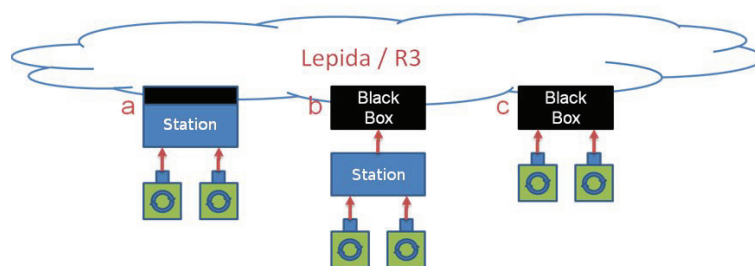 Lepida / R3
a
Station
b
Black
Box
Station
c
Black
Box